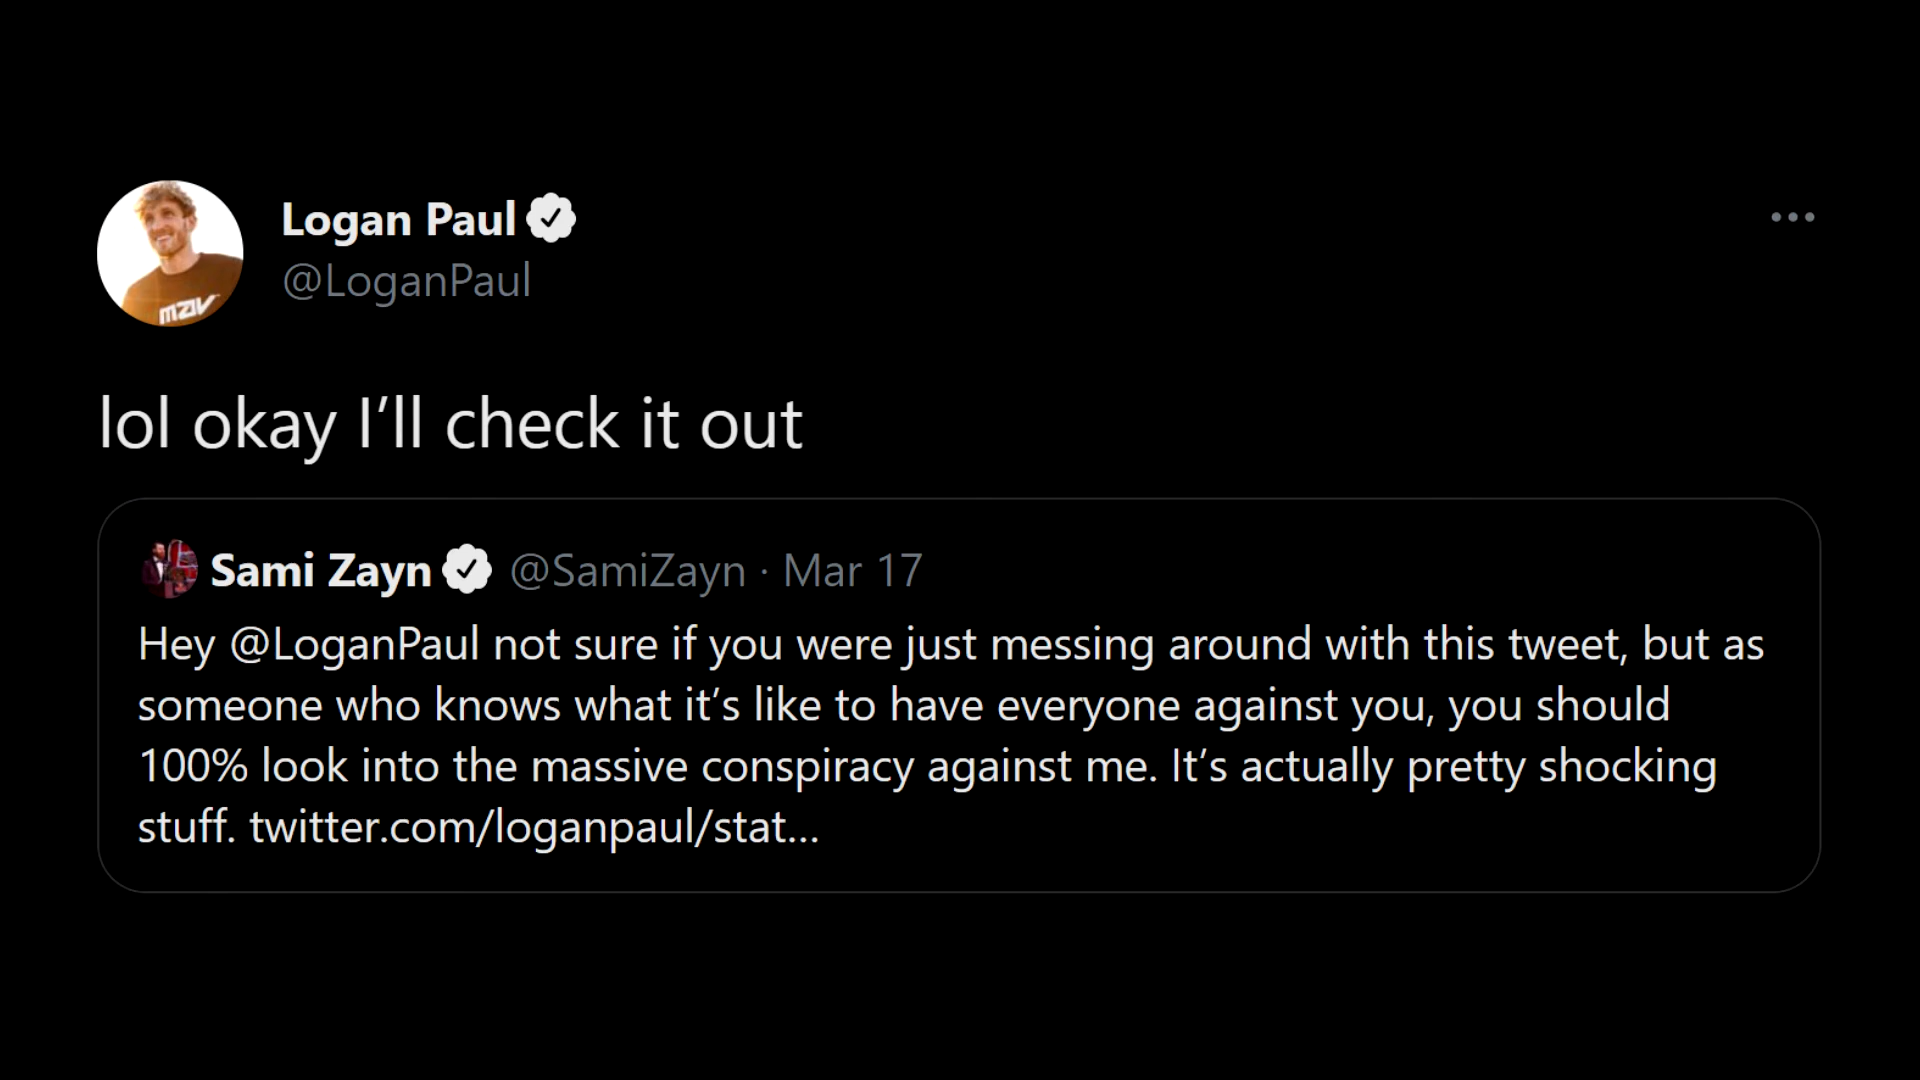 Logan Paul
@LoganPaul
mav
lol okay I’ll check it out
Sami Zayn @SamiZayn · Mar 17
Hey @LoganPaul not sure if you were just messing around with this tweet, but as
someone who knows what it’s like to have everyone against you, you should
100% look into the massive conspiracy against me. It’s actually pretty shocking
stuff. twitter.com/loganpaul/stat...